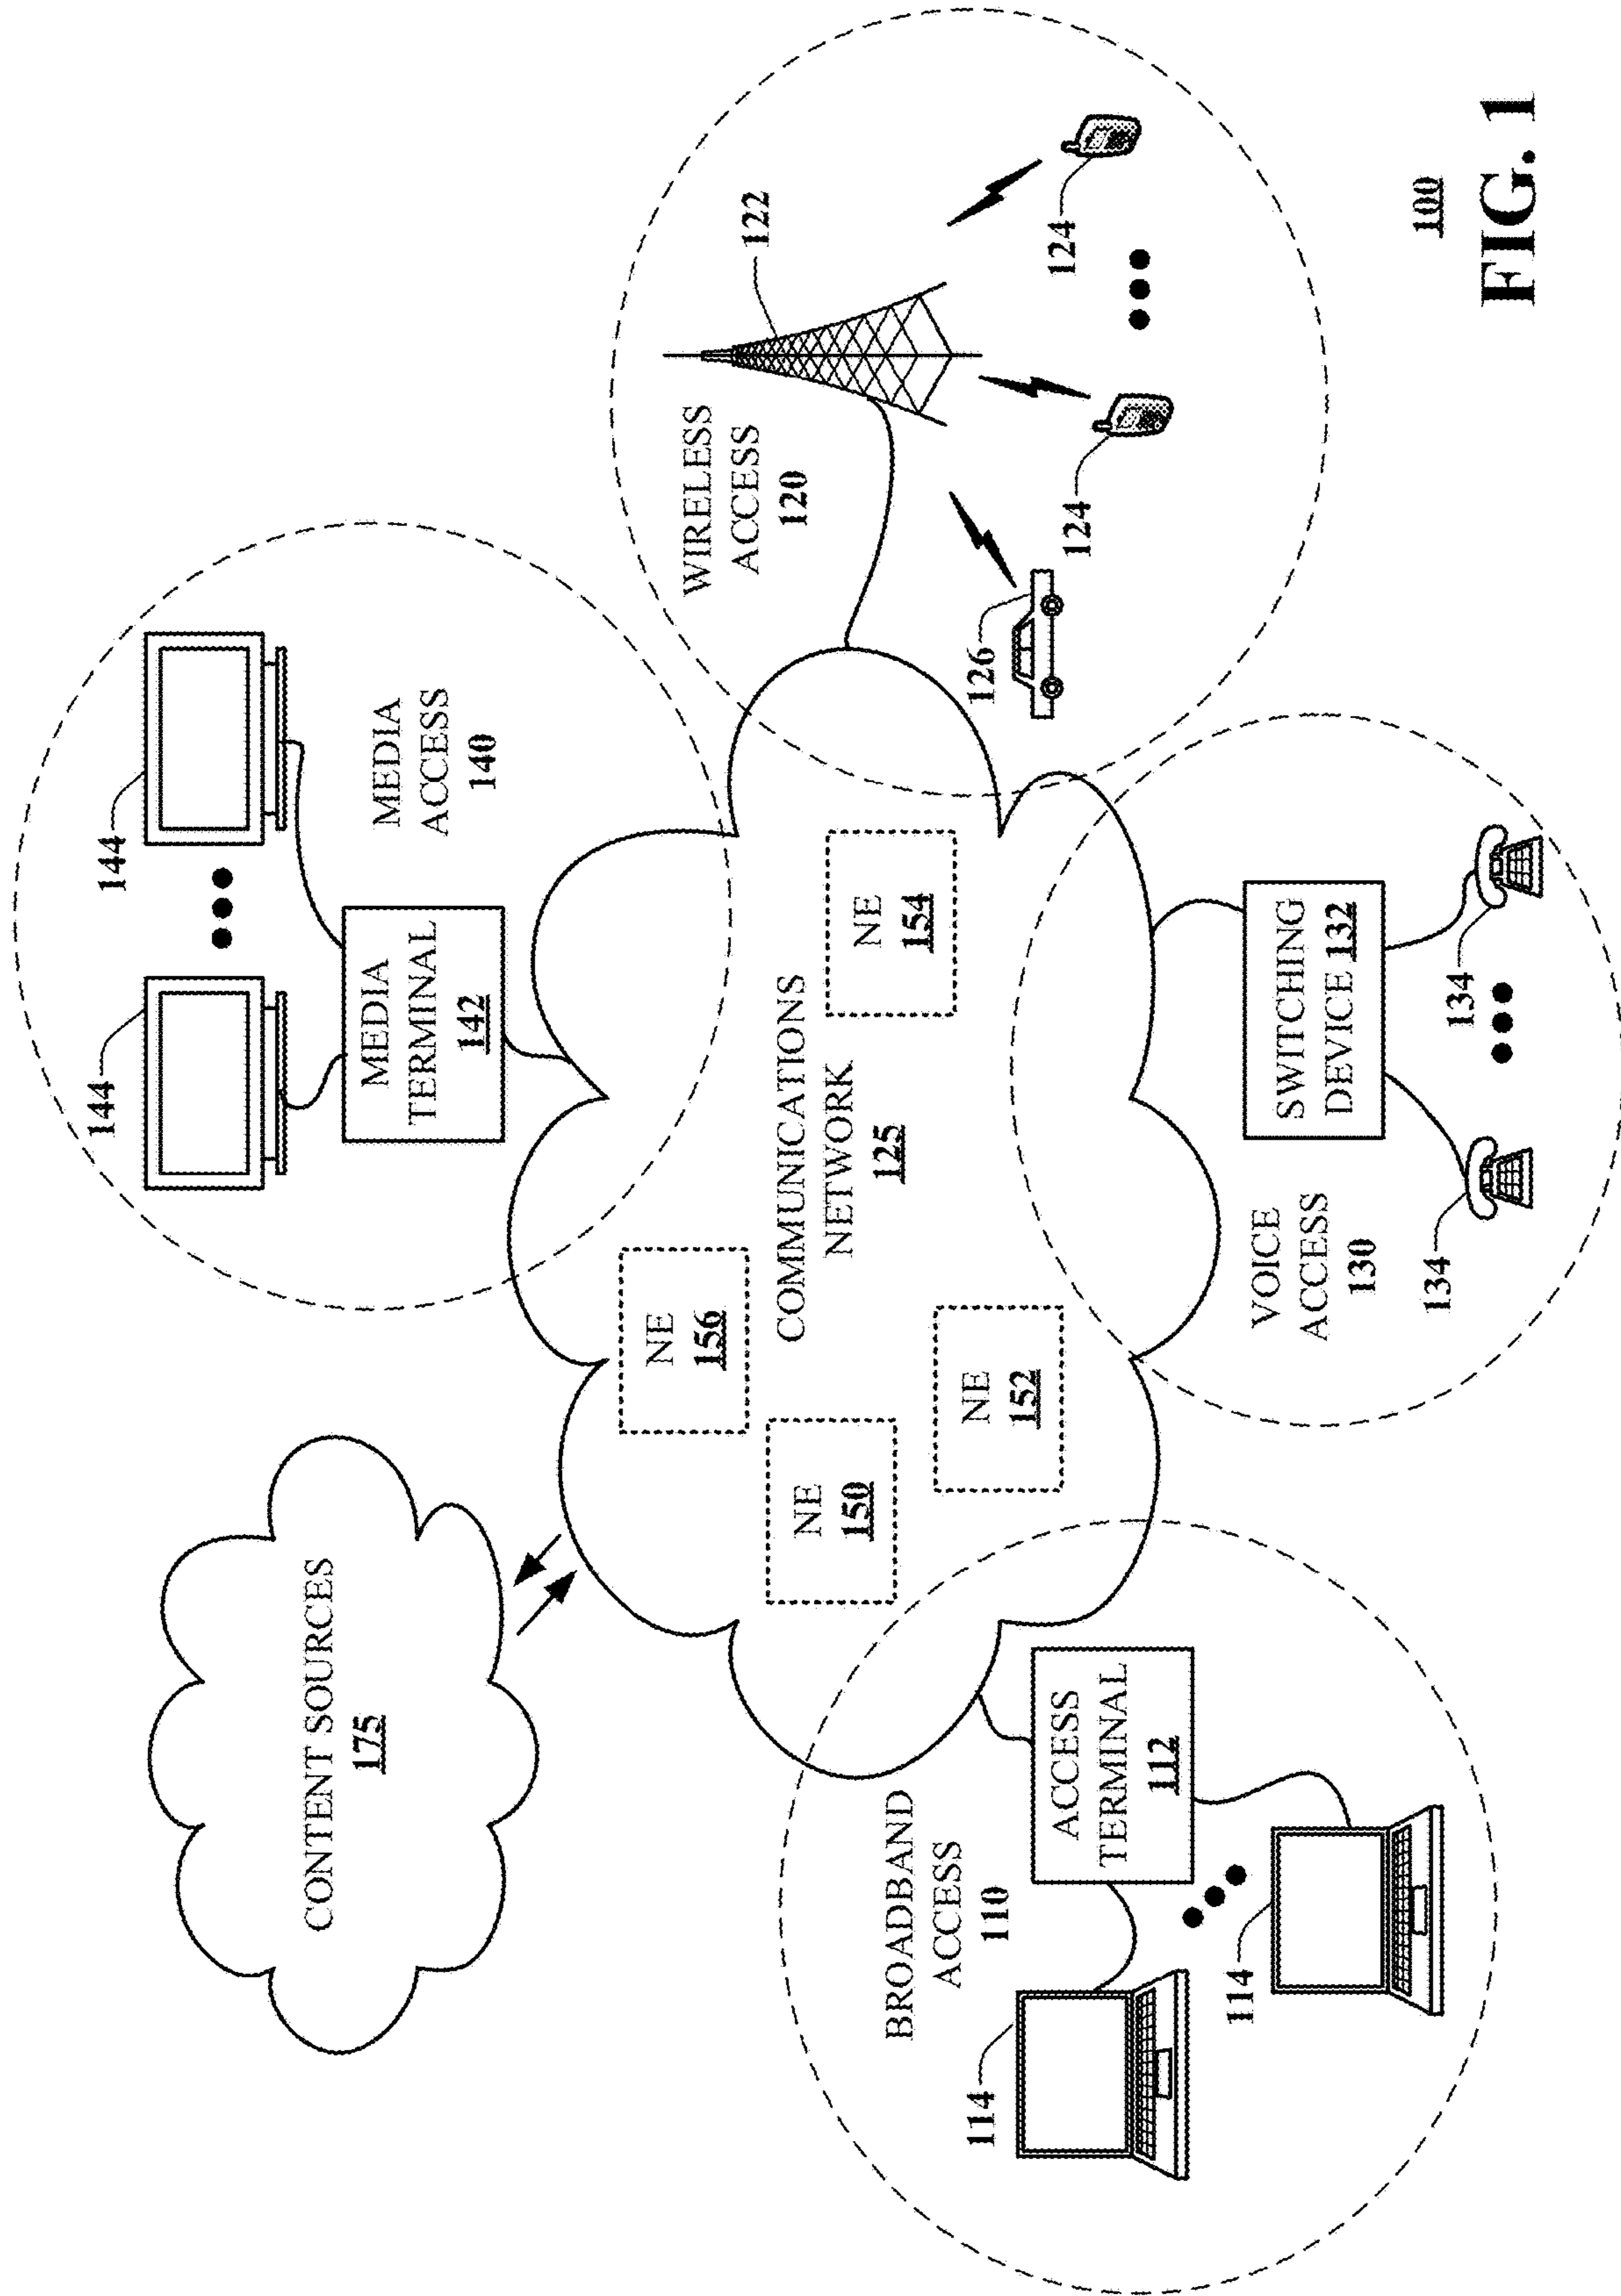 CONTENT SOURCES
175
144
144
MEDIA
TERMINAL
142
MEDIA
ACCESS
140
NE
156
NE
150
NE
152
COMMUNICATIONS
NETWORK
125
NE
154
WIRELESS
ACCESS
120
122
126
124
124
BROADBAND
ACCESS
110
ACCESS
TERMINAL
112
114
114
VOICE
ACCESS
130
SWITCHING
DEVICE 132
134
134
100
FIG. 1